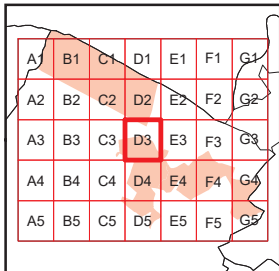 A1 B1 C1 D1 E1 F1 G1
A2 B2 C2 D2 E2 F2 G2
A3 B3 C3 D3 E3 F3 G3
A4 B4 C4 D4 E4 F4 G4
A5 B5 C5 D5 E5 F5 G5